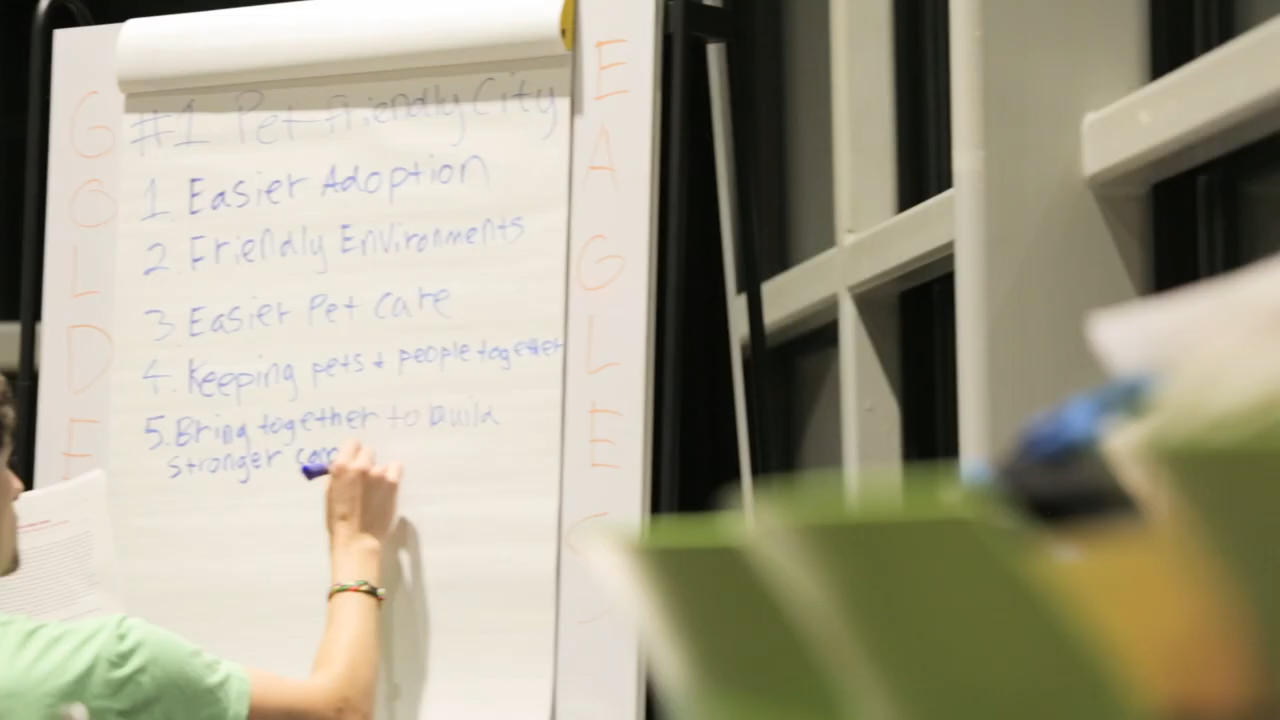 #1 Pet-Friendly City
1. Easier Adoption
2. Friendly Environments
3. Easier Pet Care
4. Keeping pets + people together
5. Bring together to build
stronger com
G
O
L
D
E
E
A
G
L
E
S